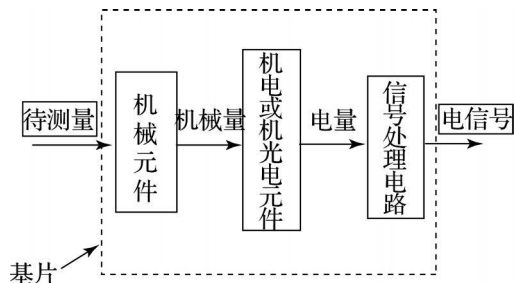 待测量
机械元件
机械量
机电或机光电元件
电量
信号处理电路
电信号
基片